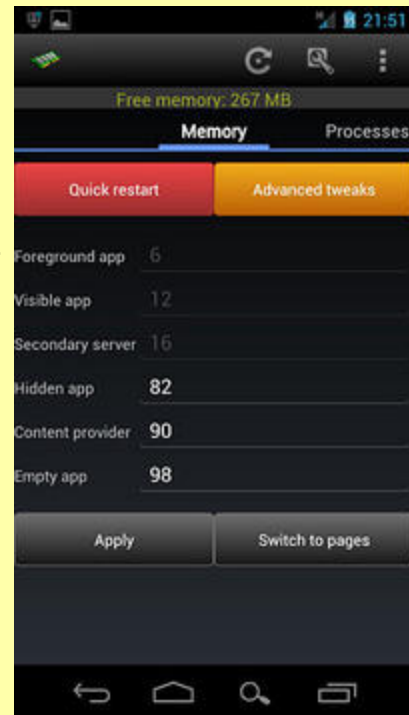 21:51
Free memory: 267 MB
Memory Processes
Quick restart Advanced tweaks
Foreground app 6
Visible app 12
Secondary server 16
Hidden app 82
Content provider 90
Empty app 98
Apply Switch to pages